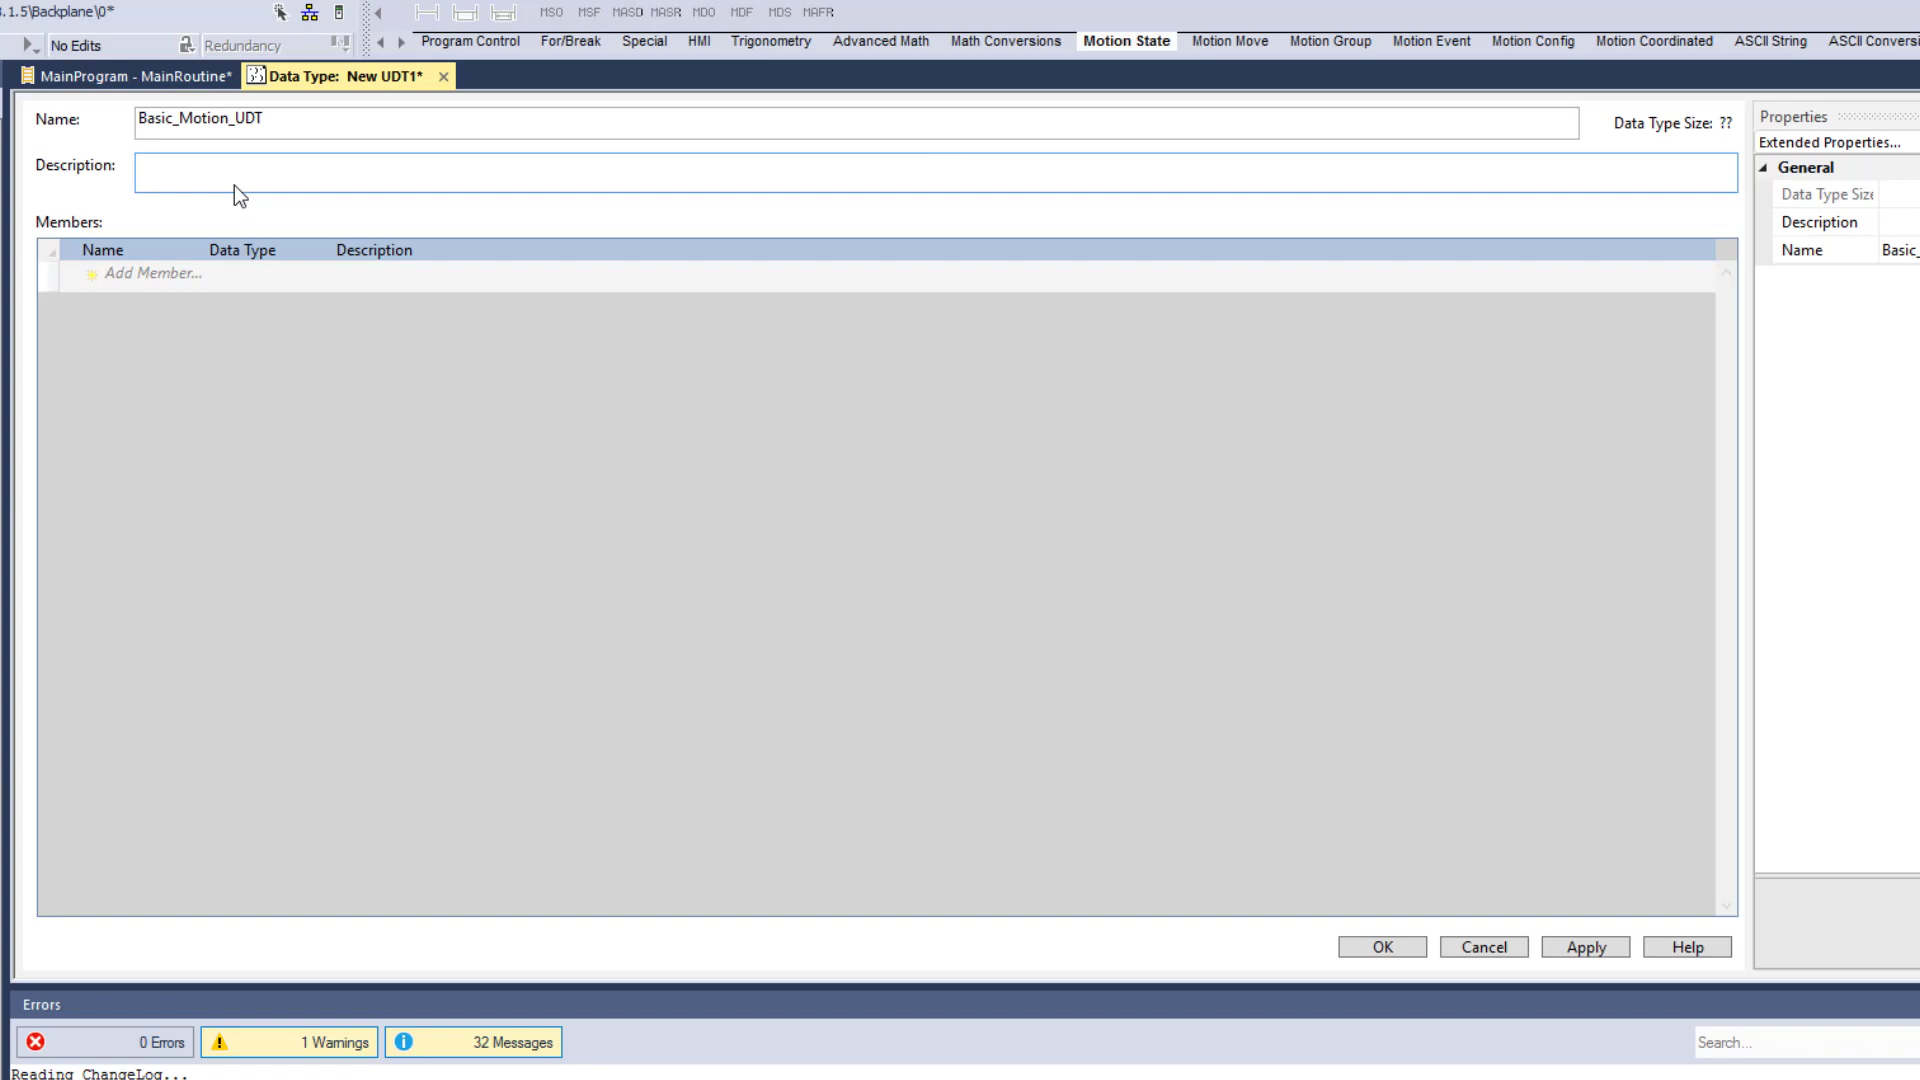 .1.5\Backplane\0*
MSO MSF MASD MASR MDO MDF MDS MAFR
No Edits
Redundancy
Program Control For/Break Special HMI Trigonometry Advanced Math Math Conversions Motion State Motion Move Motion Group Motion Event Motion Config Motion Coordinated ASCII String ASCII Conversi
MainProgram - MainRoutine*
Data Type: New UDT1*
Name: Basic_Motion_UDT
Data Type Size: ??
Description:
Members:
Name Data Type Description
Add Member...
OK Cancel Apply Help
Properties
Extended Properties...
General
Data Type Size
Description
Name Basic_
Errors
0 Errors
1 Warnings
32 Messages
Search...
Reading ChangeLog...